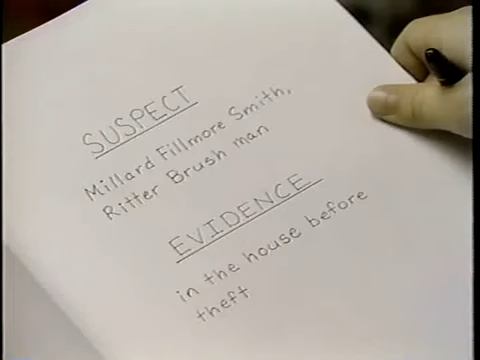 SUSPECT
Millard Fillmore Smith,
Ritter Brush man
EVIDENCE
in the house before
theft